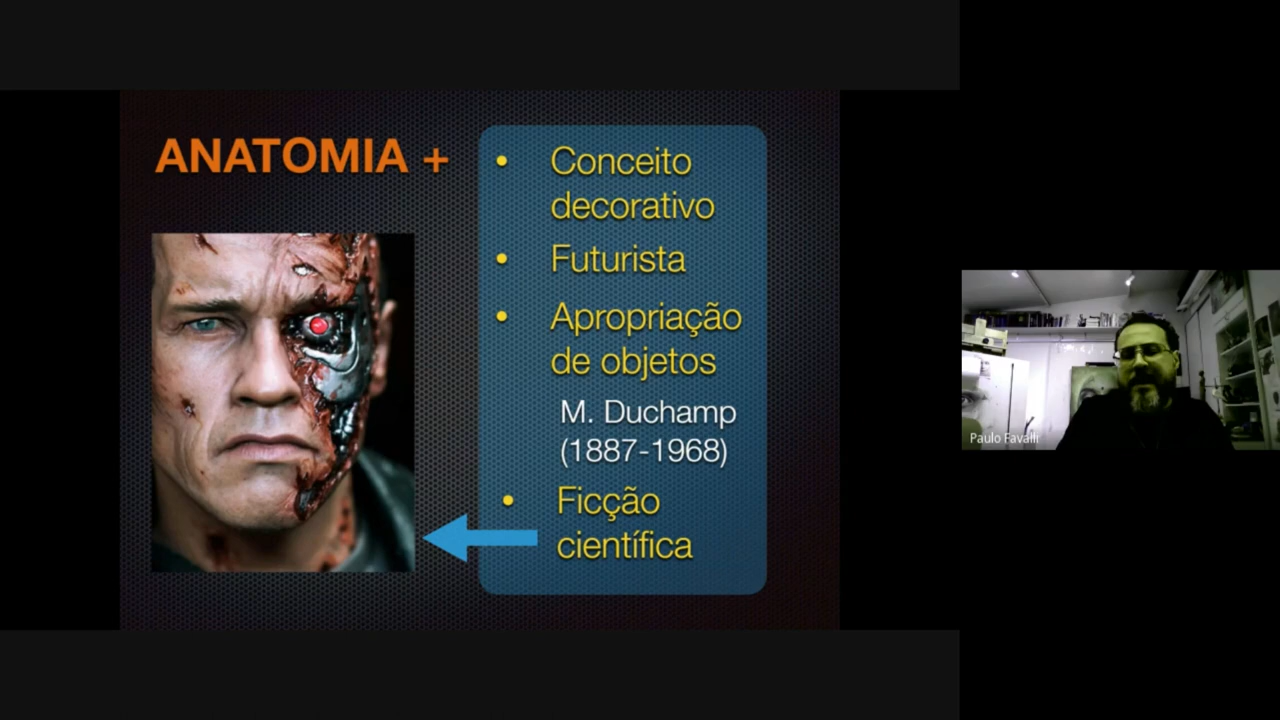 ANATOMIA +
• Conceito
decorativo
• Futurista
• Apropriação
de objetos
M. Duchamp
(1887-1968)
• Ficção
científica
Paulo Favalli